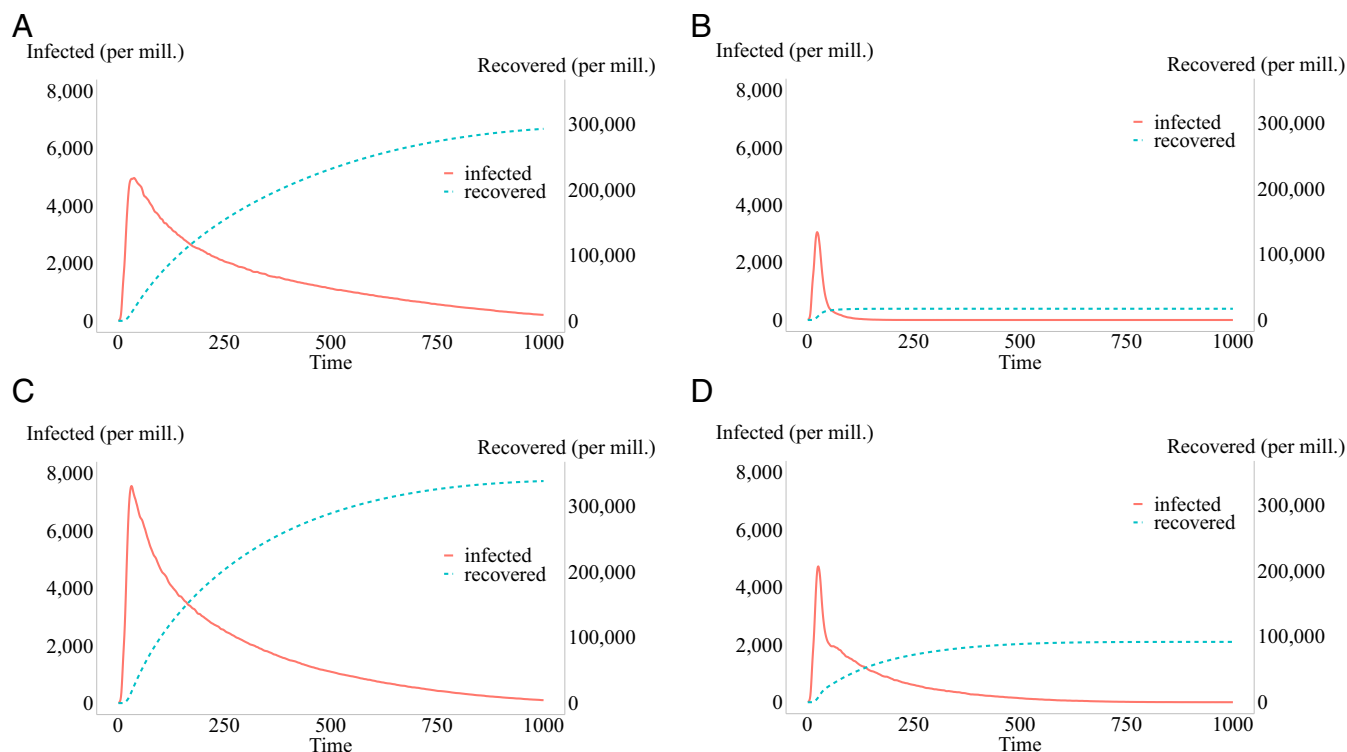 A
Infected (per mill.)
Recovered (per mill.)
8,000
6,000
4,000
2,000
0
300,000
200,000
100,000
0
infected
recovered
0 250 500 750 1000
Time
B
Infected (per mill.)
Recovered (per mill.)
8,000
6,000
4,000
2,000
0
300,000
200,000
100,000
0
infected
recovered
0 250 500 750 1000
Time
C
Infected (per mill.)
Recovered (per mill.)
8,000
6,000
4,000
2,000
0
300,000
200,000
100,000
0
infected
recovered
0 250 500 750 1000
Time
D
Infected (per mill.)
Recovered (per mill.)
8,000
6,000
4,000
2,000
0
300,000
200,000
100,000
0
infected
recovered
0 250 500 750 1000
Time